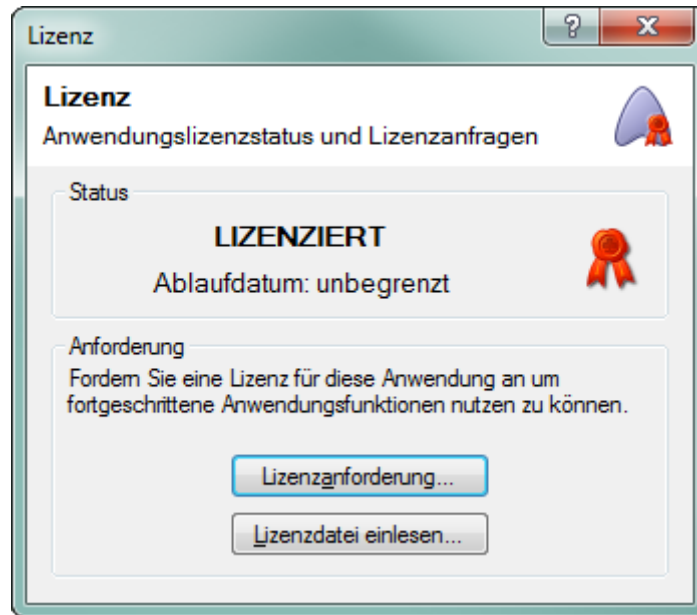 Lizenz
Lizenz
Anwendungslizenzstatus und Lizenzanfragen
Status
LIZENZIERT
Ablaufdatum: unbegrenzt
Anforderung
Fordern Sie eine Lizenz für diese Anwendung an um
fortgeschrittene Anwendungsfunktionen nutzen zu können.
Lizenzanforderung...
Lizenzdatei einlesen...